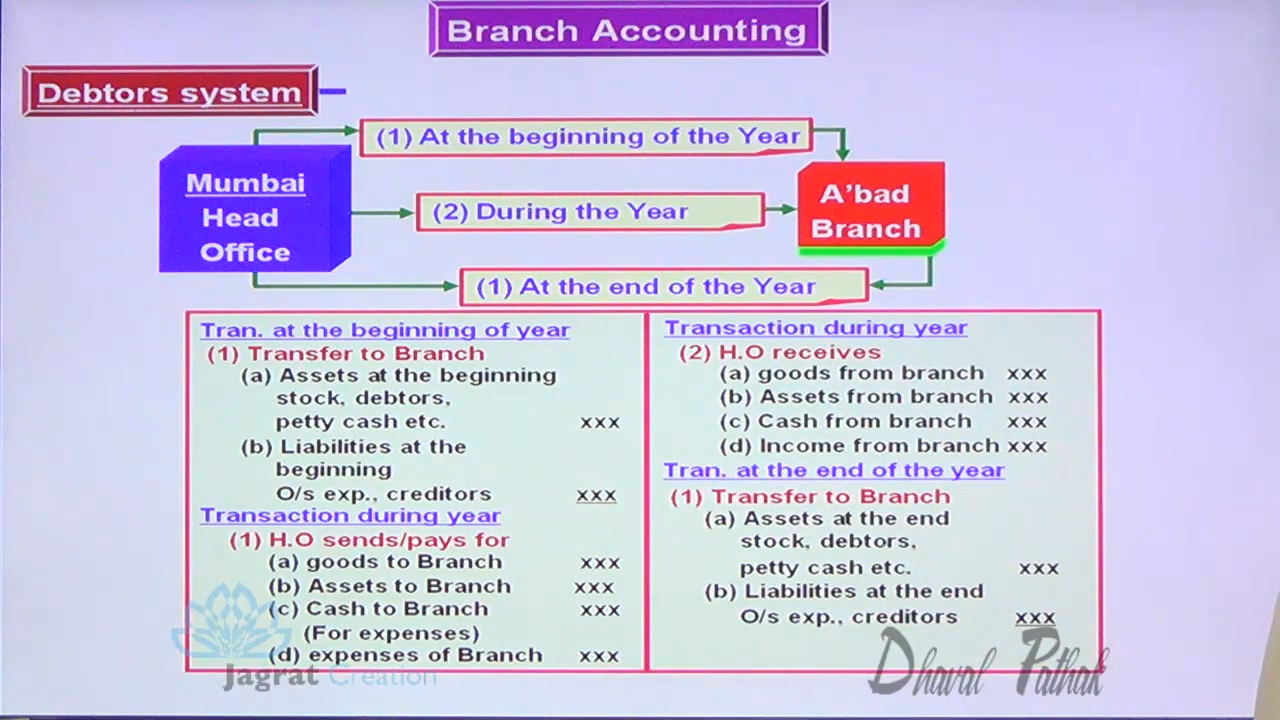 Branch Accounting
Debtors system
(1) At the beginning of the Year
Mumbai
Head
Office
(2) During the Year
A'bad
Branch
(1) At the end of the Year
Tran. at the beginning of year
(1) Transfer to Branch
(a) Assets at the beginning
stock, debtors,
petty cash etc. xxx
(b) Liabilities at the
beginning
O/s exp., creditors xxx
Transaction during year
(1) H.O sends/pays for
(a) goods to Branch xxx
(b) Assets to Branch xxx
(c) Cash to Branch xxx
(For expenses)
(d) expenses of Branch xxx
Transaction during year
(2) H.O receives
(a) goods from branch xxx
(b) Assets from branch xxx
(c) Cash from branch xxx
(d) Income from branch xxx
Tran. at the end of the year
(1) Transfer to Branch
(a) Assets at the end
stock, debtors,
petty cash etc. xxx
(b) Liabilities at the end
O/s exp., creditors xxx
Jagrat Creation
Dhaval Pathak